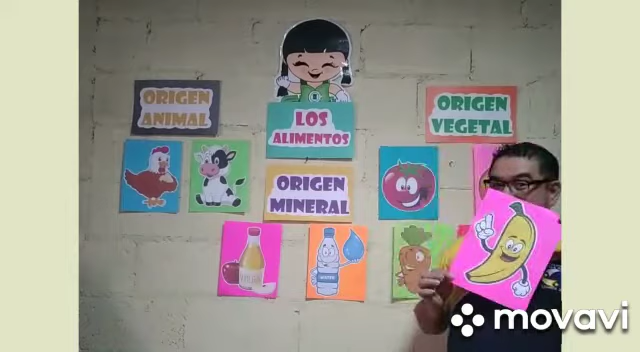 ORIGEN
ANIMAL
LOS
ALIMENTOS
ORIGEN
VEGETAL
ORIGEN
MINERAL
movavi